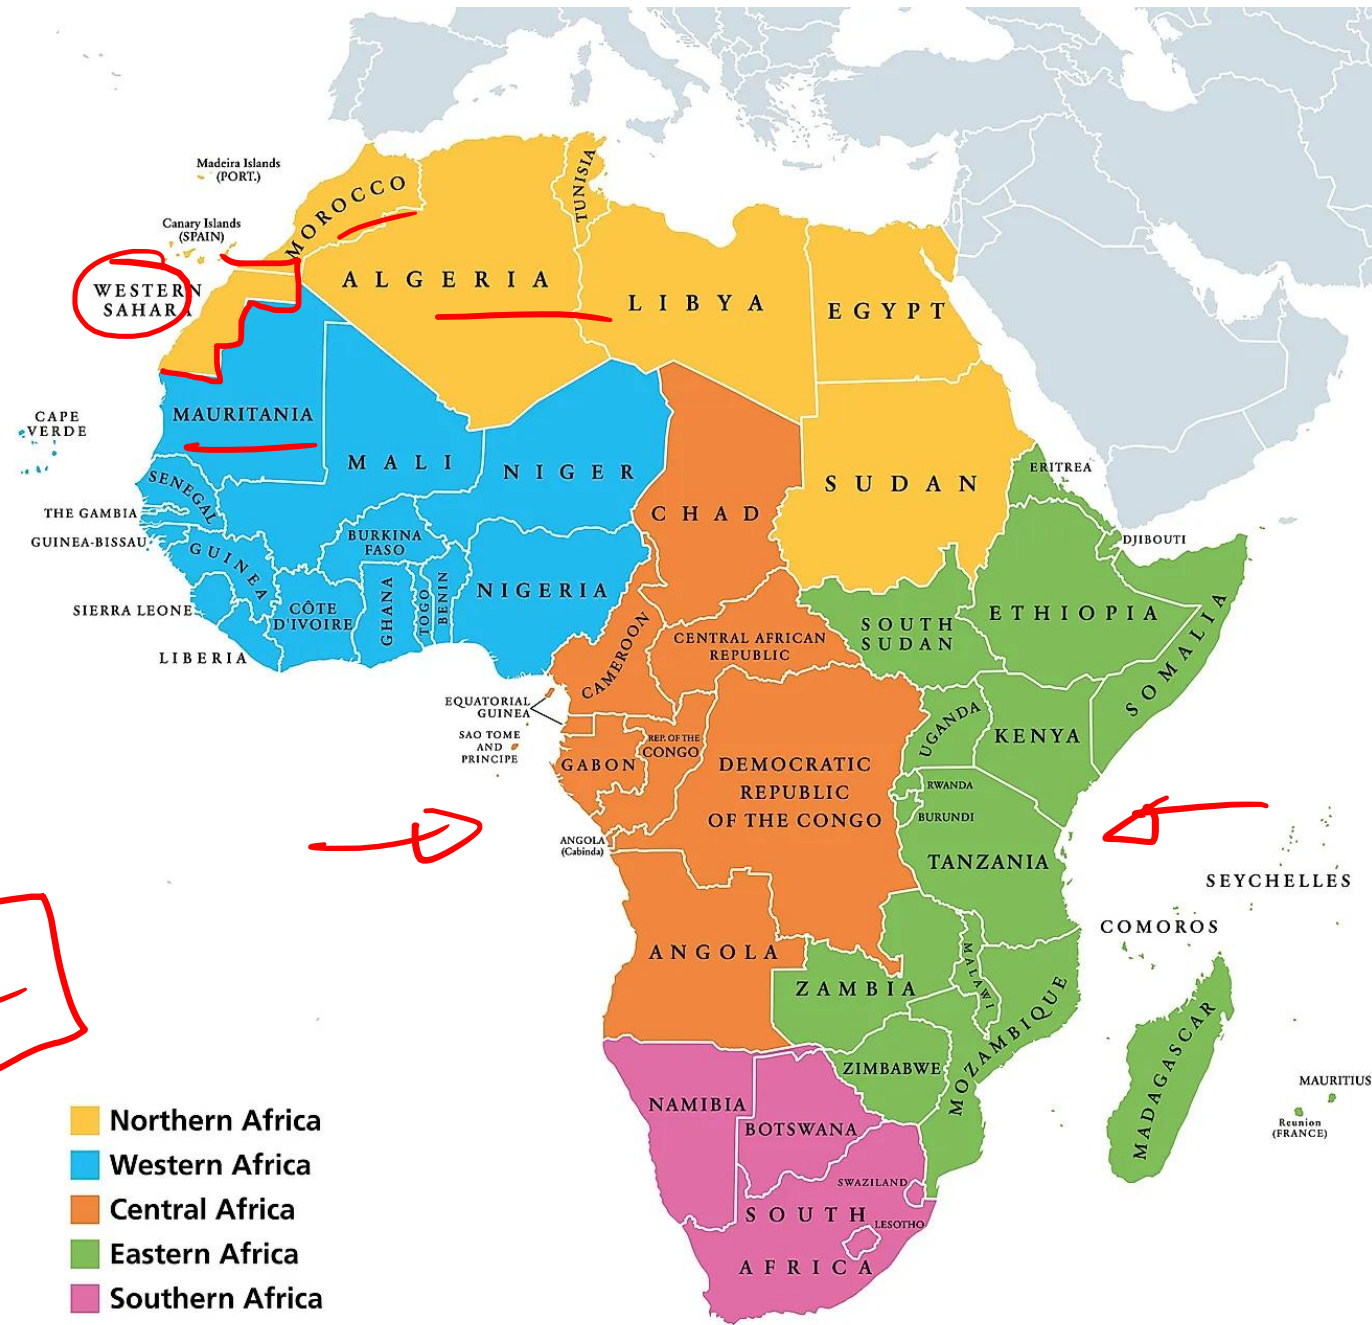 Madeira Islands
(PORT.)
Canary Islands
(SPAIN)
MOROCCO
TUNISIA
WESTERN
SAHARA
ALGERIA
LIBYA
EGYPT
CAPE
VERDE
MAURITANIA
MALI
NIGER
CHAD
SUDAN
ERITREA
SENEGAL
THE GAMBIA
GUINEA-BISSAU
GUINEA
BURKINA
FASO
DJIBOUTI
SIERRA LEONE
CÔTE
D'IVOIRE
GHANA
TOGO
BENIN
NIGERIA
LIBERIA
CAMEROON
CENTRAL AFRICAN
REPUBLIC
SOUTH
SUDAN
ETHIOPIA
SOMALIA
EQUATORIAL
GUINEA
SAO TOME
AND
PRINCIPE
GABON
REP. OF THE
CONGO
DEMOCRATIC
REPUBLIC
OF THE CONGO
UGANDA
KENYA
RWANDA
BURUNDI
TANZANIA
ANGOLA
(Cabinda)
SEYCHELLES
COMOROS
ANGOLA
ZAMBIA
MALAWI
MOZAMBIQUE
ZIMBABWE
MADAGASCAR
MAURITIUS
Reunion
(FRANCE)
NAMIBIA
BOTSWANA
SWAZILAND
SOUTH
AFRICA
LESOTHO
Northern Africa
Western Africa
Central Africa
Eastern Africa
Southern Africa